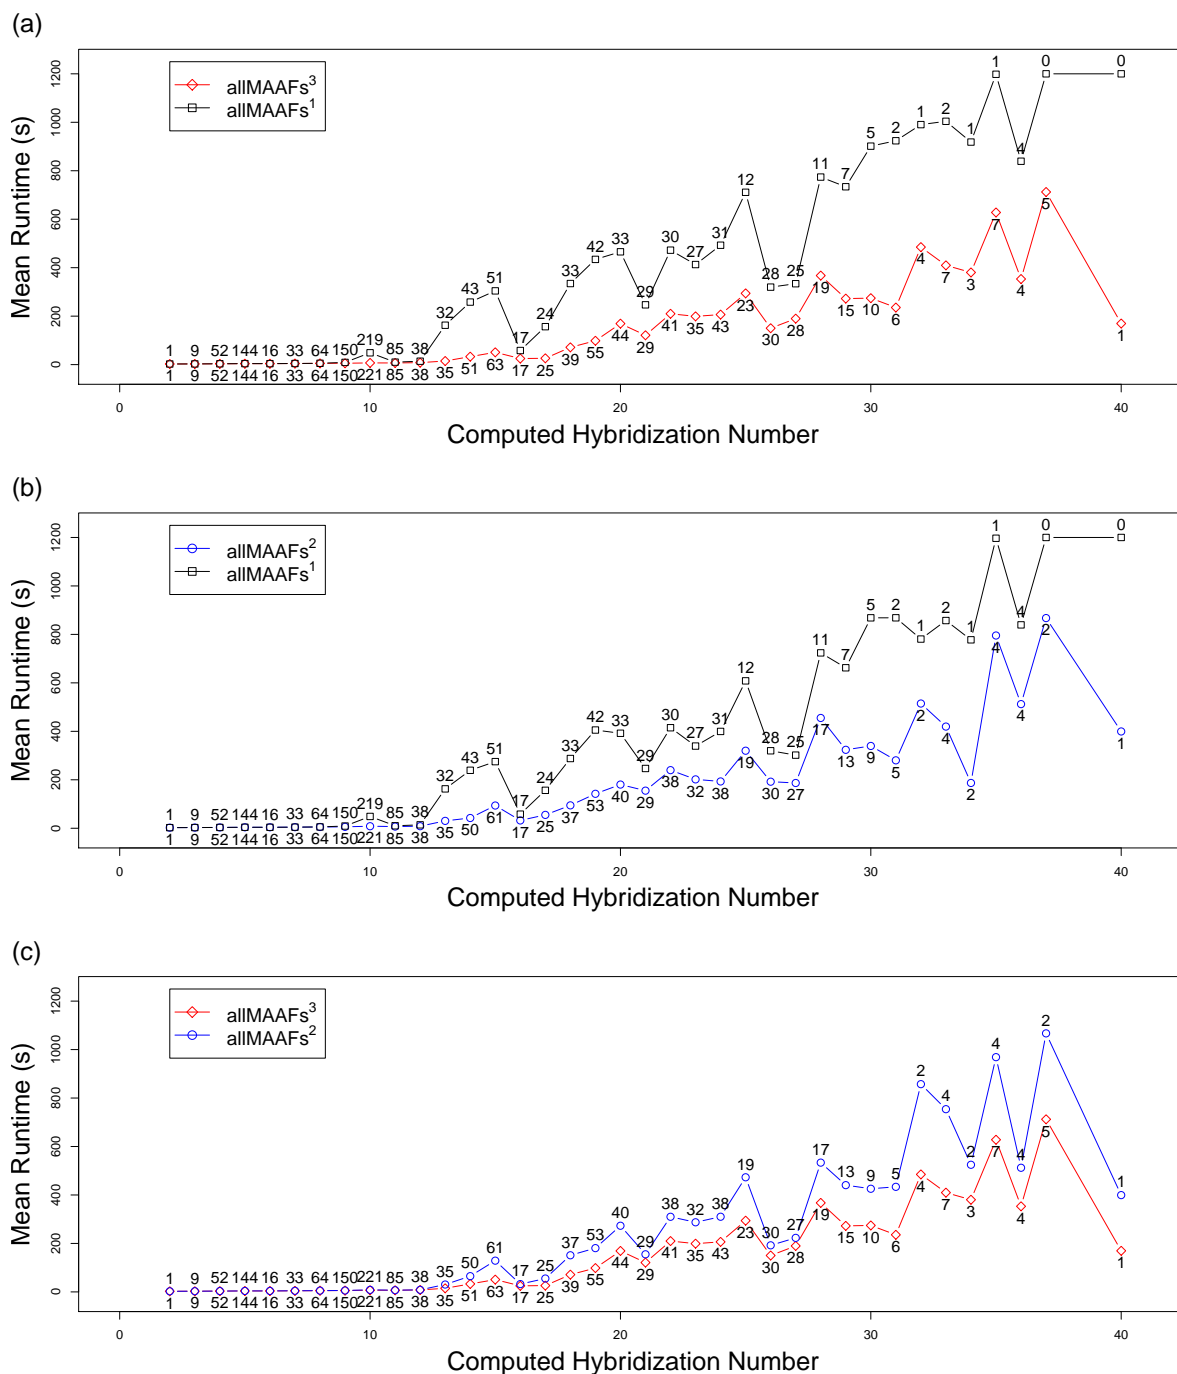 (a)
allMAAFs3
allMAAFs1
Mean Runtime (s)
0 200 400 600 800 1000 1200
1 9 52 144 16 33 64 150 219 85 38 32 43 51 17 24 33 42 33 29 30 27 31 12 28 25 11 7 5 2 1 2 1 1 4 0 0
1 9 52 144 16 33 64 150 221 85 38 35 51 63 17 25 39 55 44 29 41 35 43 23 30 28 19 15 10 6 4 7 3 7 4 5 1
0 10 20 30 40
Computed Hybridization Number
(b)
allMAAFs2
allMAAFs1
Mean Runtime (s)
0 200 400 600 800 1000 1200
1 9 52 144 16 33 64 150 219 85 38 32 43 51 17 24 33 42 33 29 30 27 31 12 28 25 11 7 5 2 1 2 1 1 4 0 0
1 9 52 144 16 33 64 150 221 85 38 35 50 61 17 25 37 53 40 29 38 32 38 19 30 27 17 13 9 5 2 4 2 4 4 2 1
0 10 20 30 40
Computed Hybridization Number
(c)
allMAAFs3
allMAAFs2
Mean Runtime (s)
0 200 400 600 800 1000 1200
1 9 52 144 16 33 64 150 221 85 38 35 50 61 17 25 37 53 40 29 38 32 38 19 30 27 17 13 9 5 2 4 2 4 4 2 1
1 9 52 144 16 33 64 150 221 85 38 35 51 63 17 25 39 55 44 29 41 35 43 23 30 28 19 15 10 6 4 7 3 7 4 5 1
0 10 20 30 40
Computed Hybridization Number